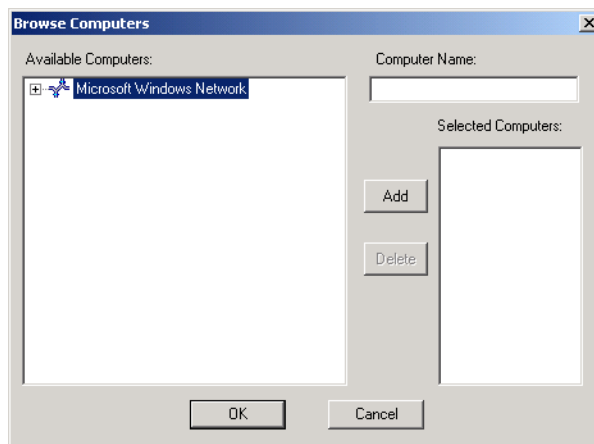 Browse Computers
Available Computers:
Computer Name:
Microsoft Windows Network
Selected Computers:
Add
Delete
OK
Cancel